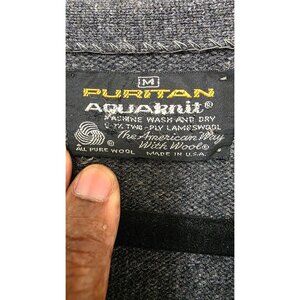 M
PURITAN
AQUAKNIT®
MACHINE WASH AND DRY
TWO-PLY LAMBSWOOL
The American Way
With Wool®
ALL PURE WOOL
MADE IN U.S.A.